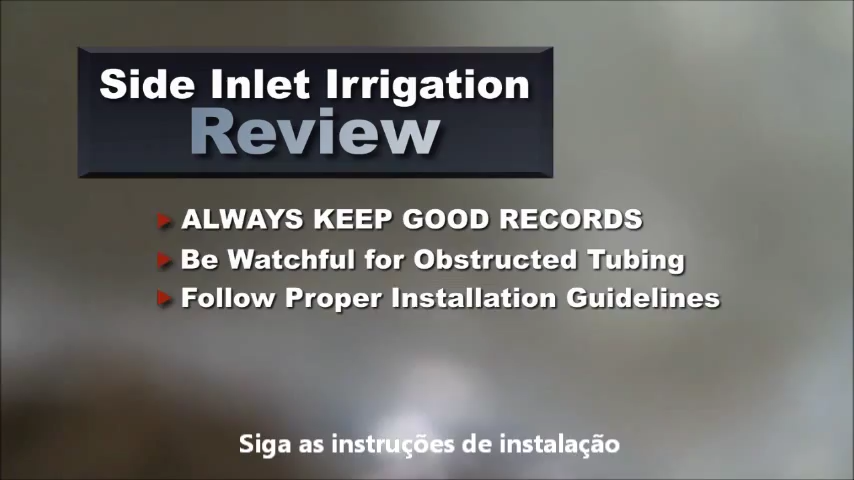 Side Inlet Irrigation
Review
ALWAYS KEEP GOOD RECORDS
Be Watchful for Obstructed Tubing
Follow Proper Installation Guidelines
Siga as instruções de instalação